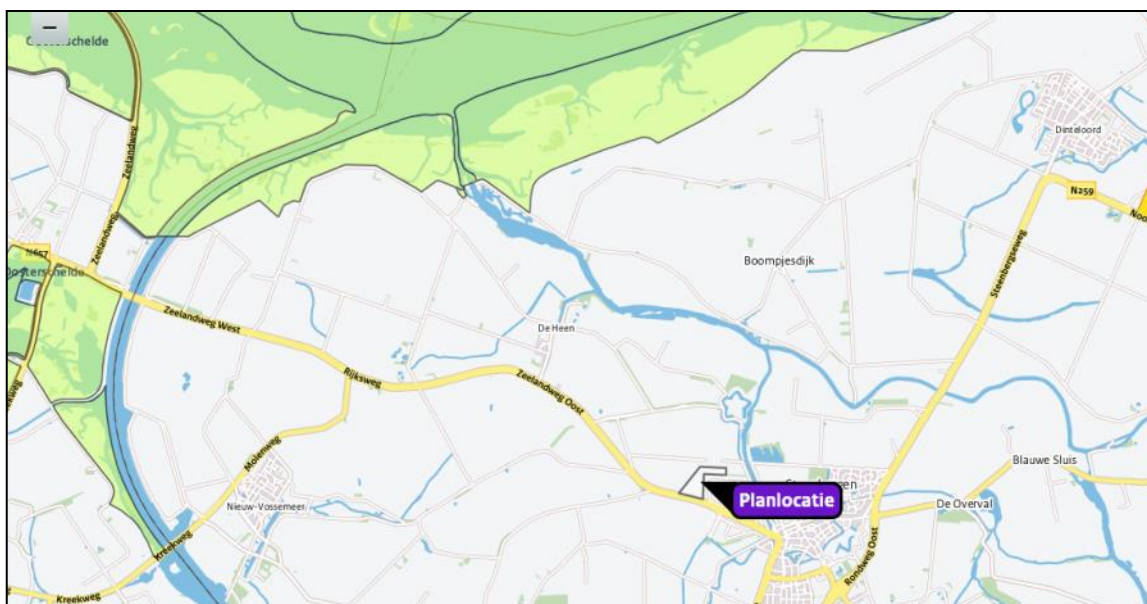 −
Oosterschelde
Dinteloord
Zeelandweg
N259
Zeelandweg
N657
Steenbergseweg
Oosterschelde
Boompjesdijk
Zeelandweg West
De Heen
Rijksweg
Zeelandweg Oost
Molenweg
Blauwe Sluis
Planlocatie
De Overval
Nieuw-Vossemeer
Kreekweg
Rondweg Oost
Kreekweg